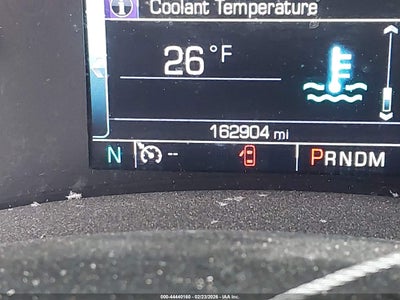 Coolant Temperature
26 °F
162904 mi
N -- PRNDM
000-44440160 - 02/23/2026 - IAA Inc.